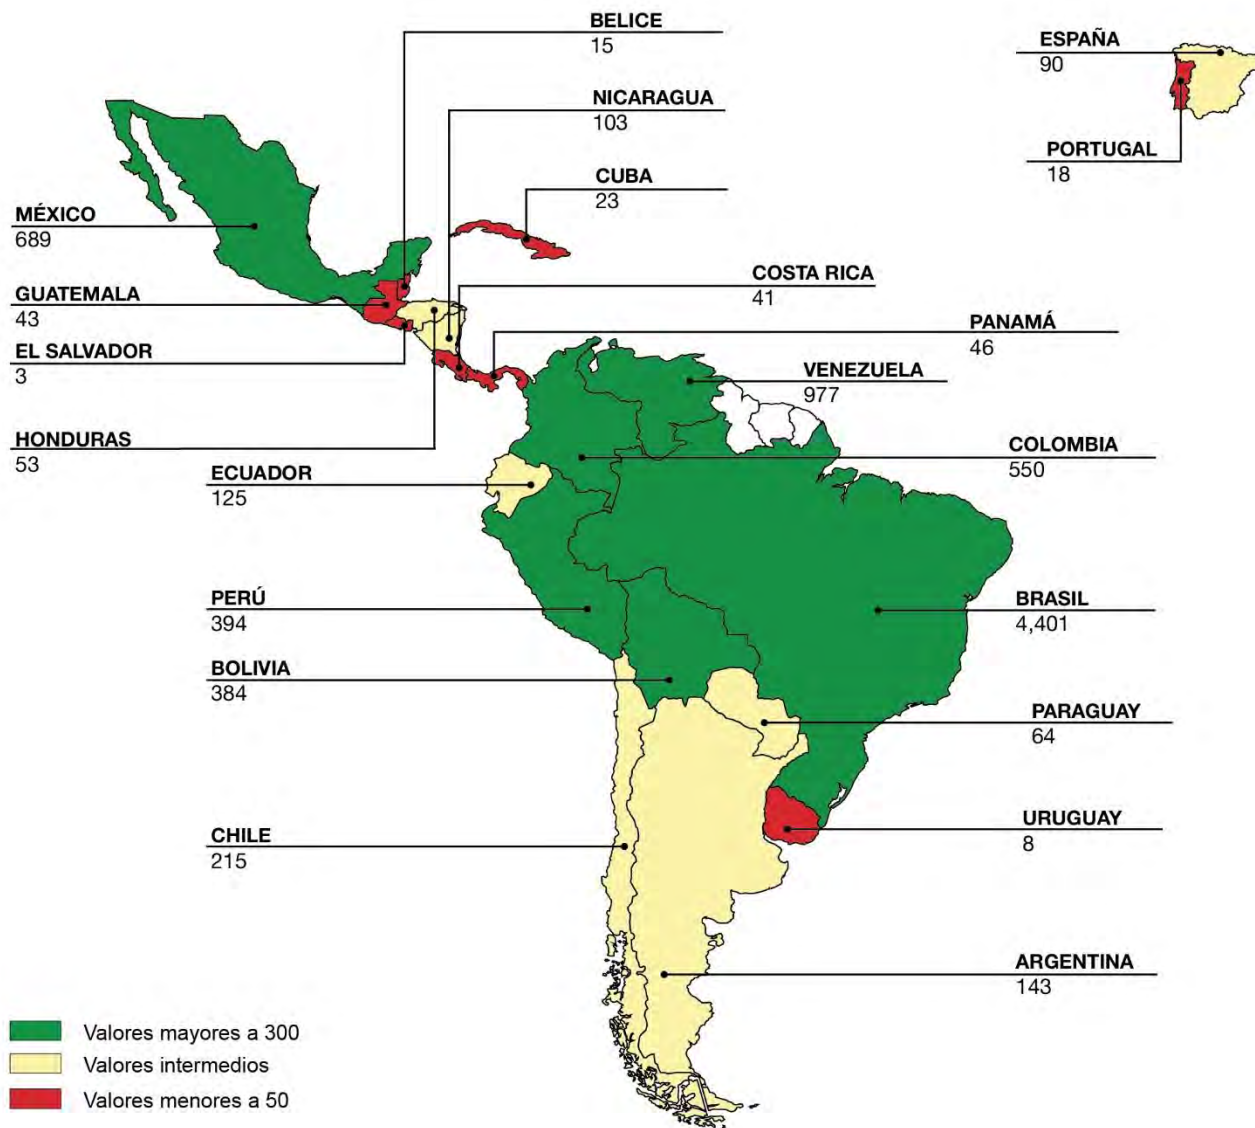 BELICE
15
ESPAÑA
90
NICARAGUA
103
PORTUGAL
18
CUBA
23
MÉXICO
689
COSTA RICA
41
GUATEMALA
43
PANAMÁ
46
EL SALVADOR
3
VENEZUELA
977
HONDURAS
53
COLOMBIA
550
ECUADOR
125
PERÚ
394
BRASIL
4,401
BOLIVIA
384
PARAGUAY
64
CHILE
215
URUGUAY
8
ARGENTINA
143
Valores mayores a 300
Valores intermedios
Valores menores a 50